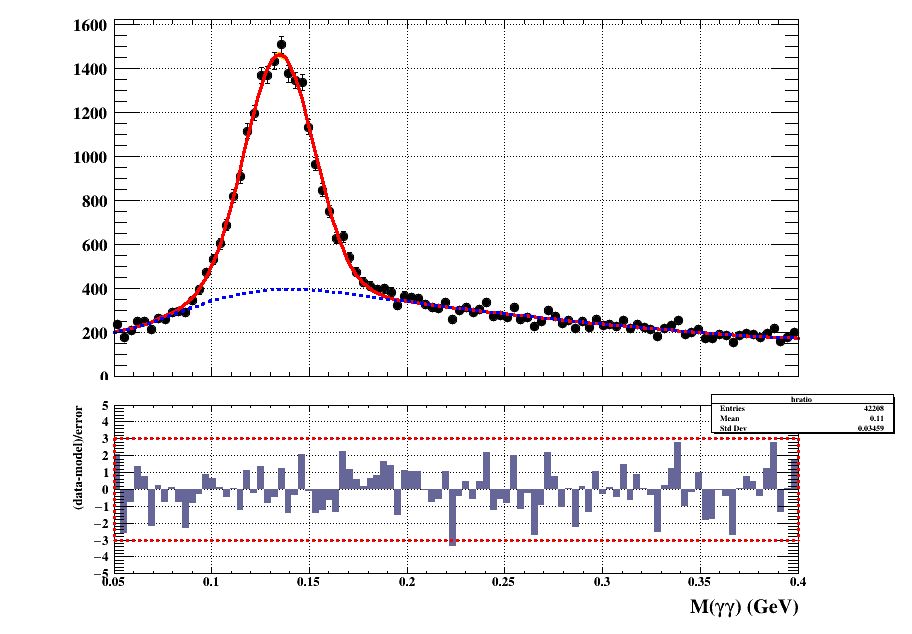 1600
1400
1200
1000
800
600
400
200
0
(data-model)/error
5
4
3
2
1
0
−1
−2
−3
−4
−5
hratio
Entries 42208
Mean 0.11
Std Dev 0.03459
0.05 0.1 0.15 0.2 0.25 0.3 0.35 0.4
M(γγ) (GeV)